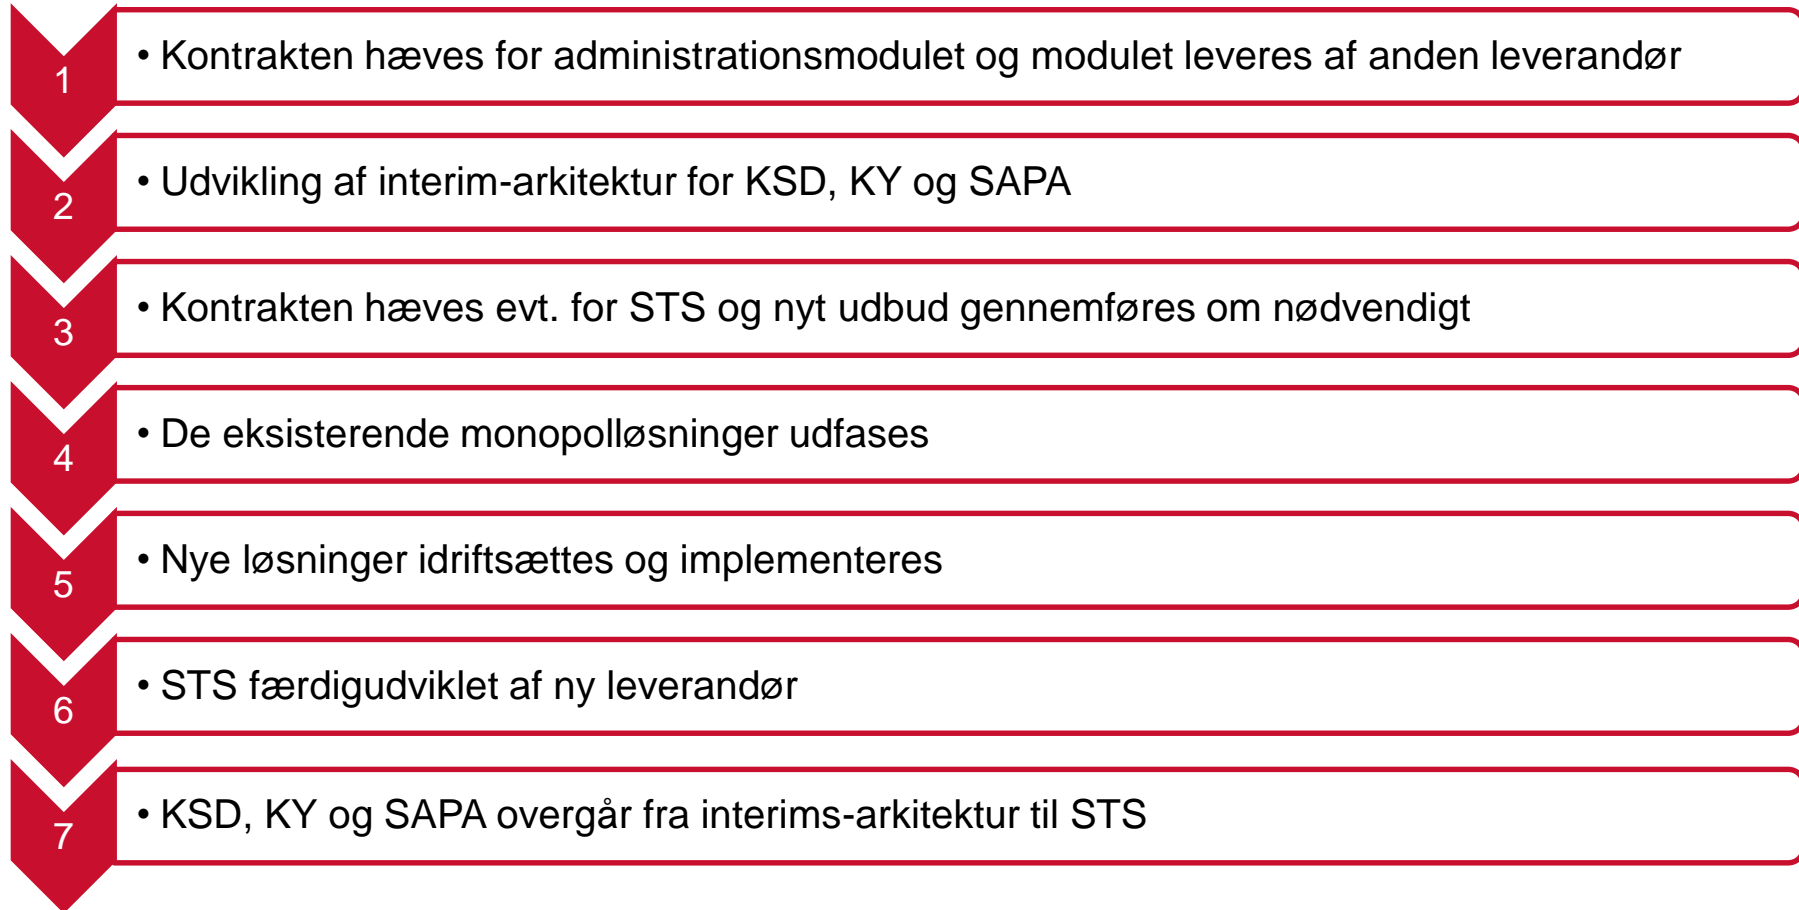 1
• Kontrakten hæves for administrationsmodulet og modulet leveres af anden leverandør
2
• Udvikling af interim-arkitektur for KSD, KY og SAPA
3
• Kontrakten hæves evt. for STS og nyt udbud gennemføres om nødvendigt
4
• De eksisterende monopolløsninger udfases
5
• Nye løsninger idriftsættes og implementeres
6
• STS færdigudviklet af ny leverandør
7
• KSD, KY og SAPA overgår fra interims-arkitektur til STS